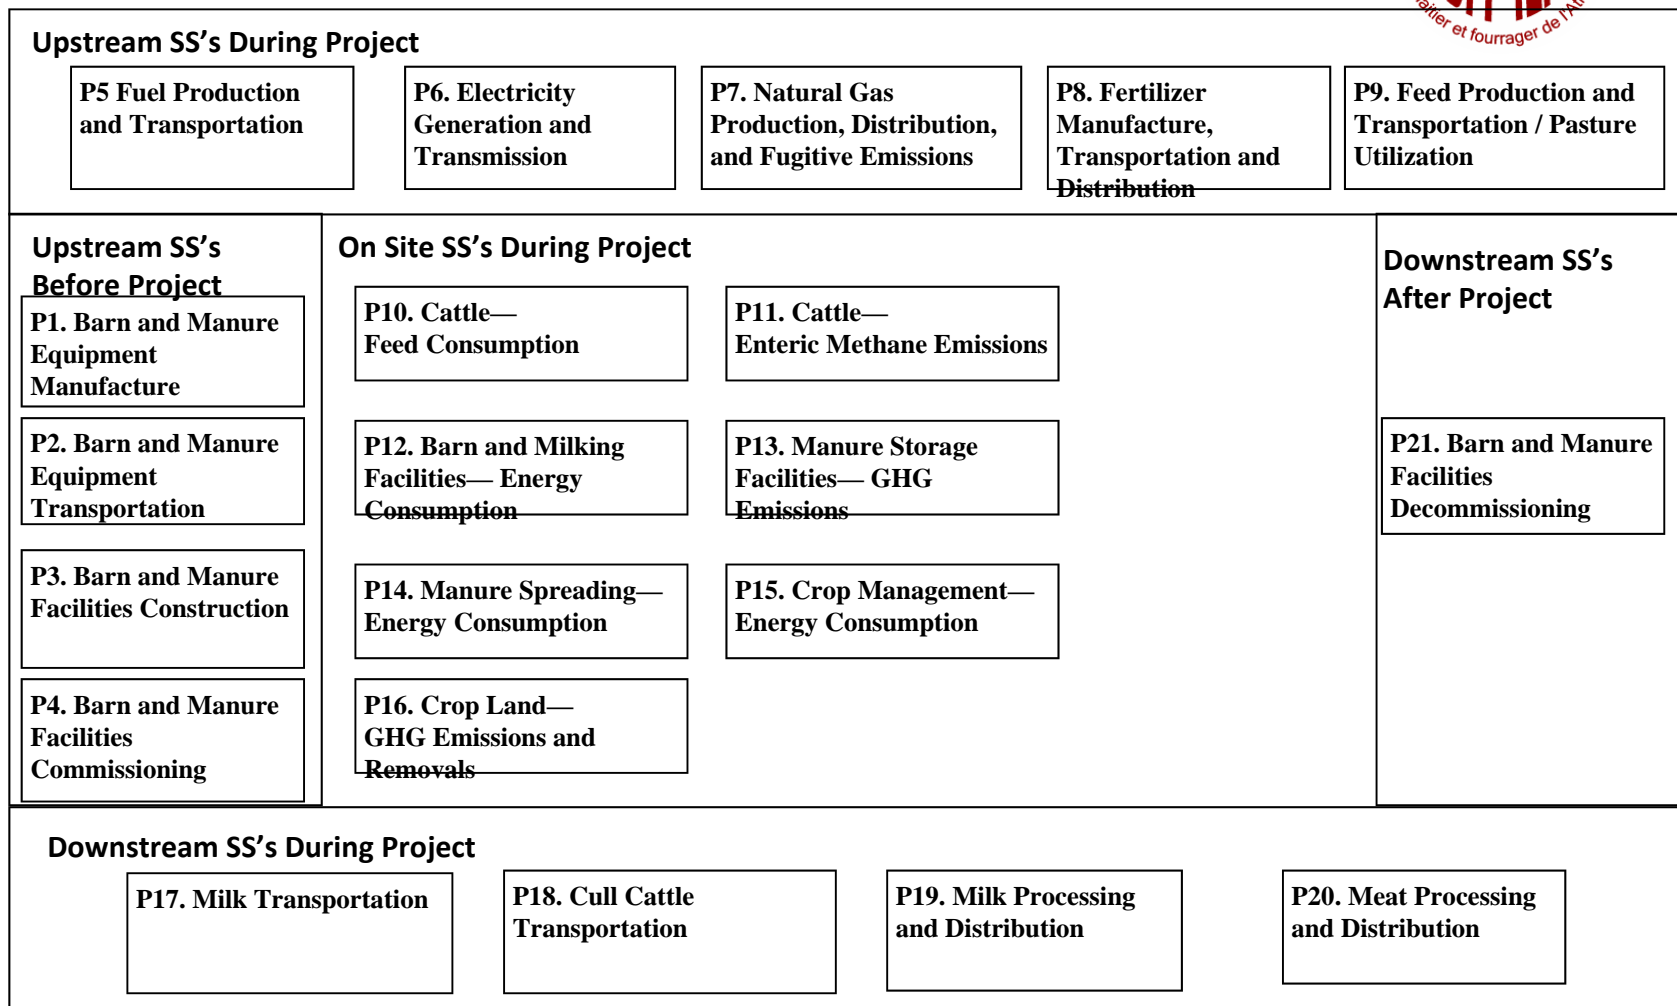 laitier et fourrager de l'Atl
Upstream SS's During Project
P5 Fuel Production
and Transportation
P6. Electricity
Generation and
Transmission
P7. Natural Gas
Production, Distribution,
and Fugitive Emissions
P8. Fertilizer
Manufacture,
Transportation and
Distribution
P9. Feed Production and
Transportation / Pasture
Utilization
Upstream SS’s
Before Project
P1. Barn and Manure
Equipment
Manufacture
P2. Barn and Manure
Equipment
Transportation
P3. Barn and Manure
Facilities Construction
P4. Barn and Manure
Facilities
Commissioning
On Site SS’s During Project
P10. Cattle—
Feed Consumption
P11. Cattle—
Enteric Methane Emissions
P12. Barn and Milking
Facilities— Energy
Consumption
P13. Manure Storage
Facilities— GHG
Emissions
P14. Manure Spreading—
Energy Consumption
P15. Crop Management—
Energy Consumption
P16. Crop Land—
GHG Emissions and
Removals
Downstream SS’s
After Project
P21. Barn and Manure
Facilities
Decommissioning
Downstream SS’s During Project
P17. Milk Transportation
P18. Cull Cattle
Transportation
P19. Milk Processing
and Distribution
P20. Meat Processing
and Distribution